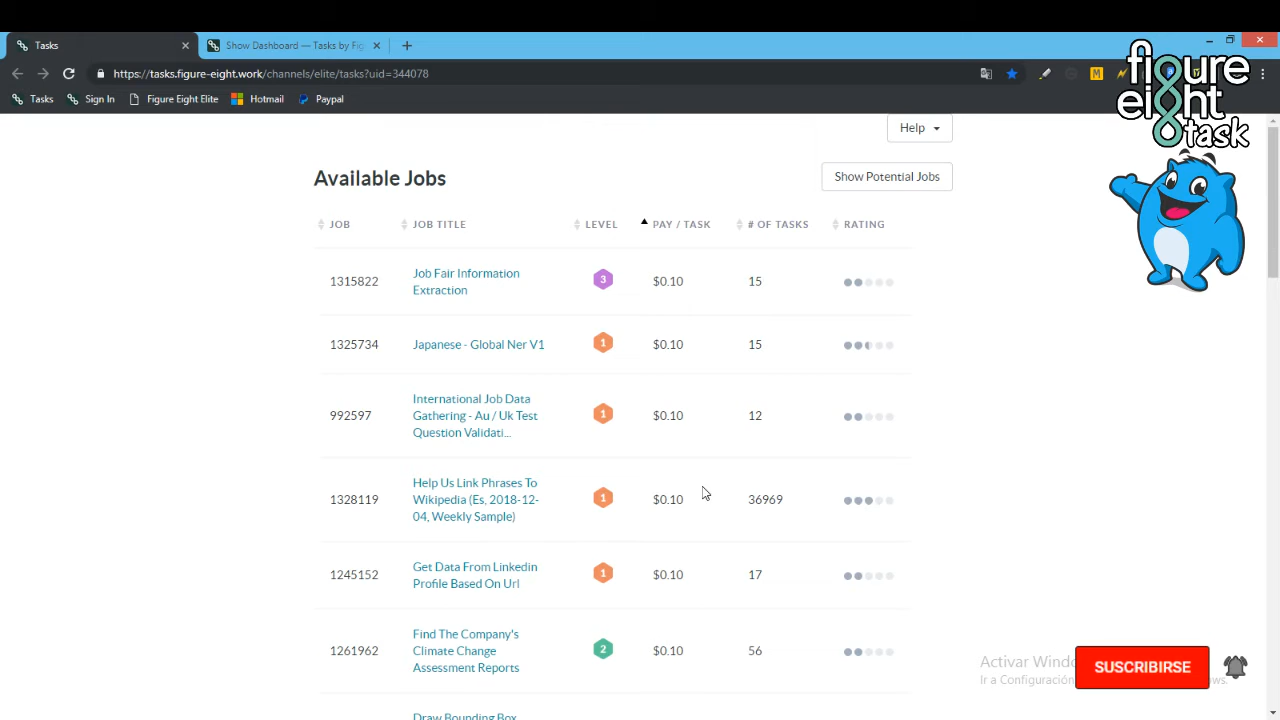 Tasks
Show Dashboard — Tasks by Fig
https://tasks.figure-eight.work/channels/elite/tasks?uid=344078
Tasks
Sign In
Figure Eight Elite
Hotmail
Paypal
figure
eight
task
Help
Available Jobs
Show Potential Jobs
JOB JOB TITLE LEVEL PAY / TASK # OF TASKS RATING
1315822 Job Fair Information 3 $0.10 15
Extraction
1325734 Japanese - Global Ner V1 1 $0.10 15
International Job Data
992597 Gathering - Au / Uk Test 1 $0.10 12
Question Validati...
Help Us Link Phrases To
1328119 Wikipedia (Es, 2018-12- 1 $0.10 36969
04, Weekly Sample)
1245152 Get Data From Linkedin 1 $0.10 17
Profile Based On Url
Find The Company's
1261962 Climate Change 2 $0.10 56
Assessment Reports
Draw Bounding Box
Activar Windo
Ir a Configuración
SUSCRIBIRSE